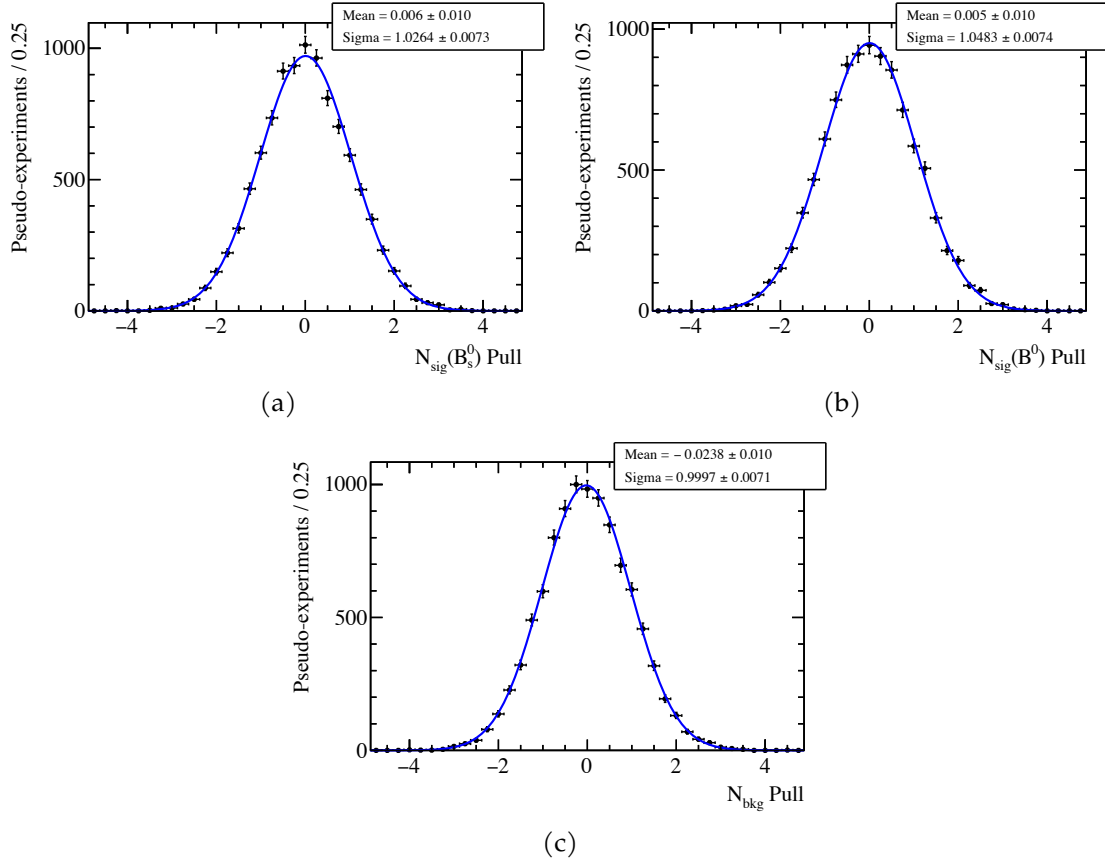 Mean = 0.006 ± 0.010
Sigma = 1.0264 ± 0.0073
Pseudo-experiments / 0.25
1000
500
0
−4 −2 0 2 4
N_sig(B_s^0) Pull
(a)
Mean = 0.005 ± 0.010
Sigma = 1.0483 ± 0.0074
Pseudo-experiments / 0.25
1000
500
0
−4 −2 0 2 4
N_sig(B^0) Pull
(b)
Mean = − 0.0238 ± 0.010
Sigma = 0.9997 ± 0.0071
Pseudo-experiments / 0.25
1000
500
0
−4 −2 0 2 4
N_bkg Pull
(c)